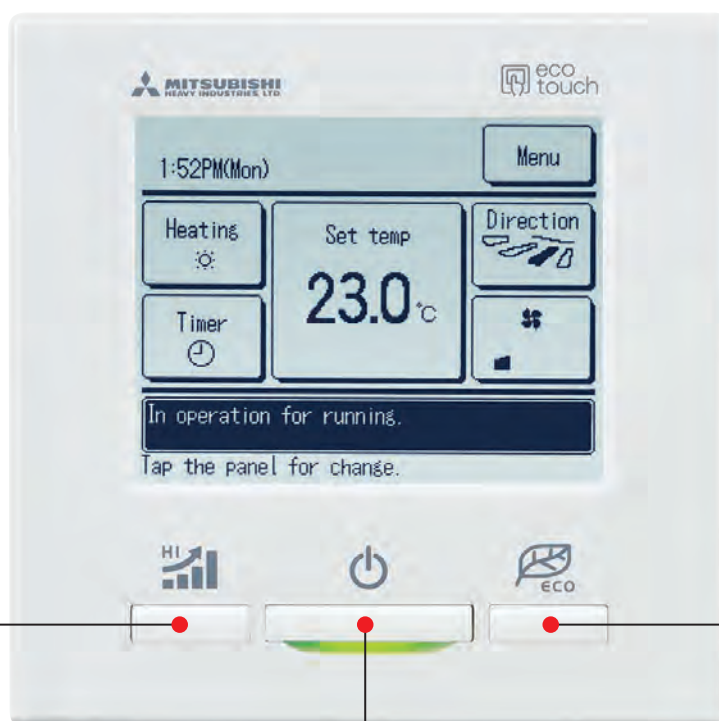 MITSUBISHI
HEAVY INDUSTRIES, LTD.
eco
touch
1:52PM(Mon)
Menu
Heating
Set temp
Direction
23.0°C
Timer
In operation for running.
Tap the panel for change.
HI
ECO